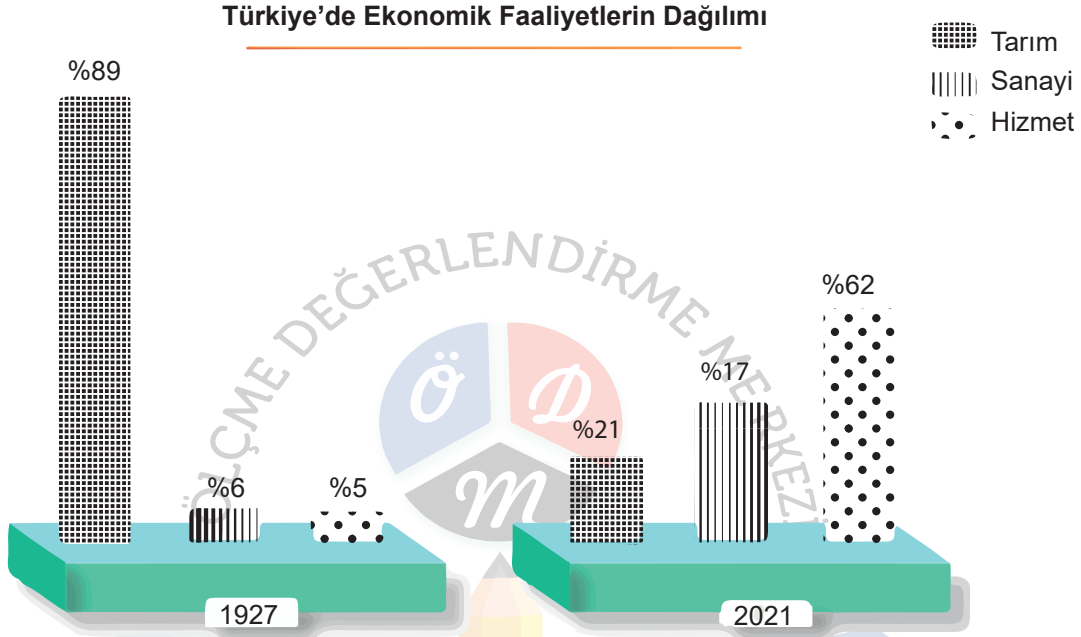 Türkiye’de Ekonomik Faaliyetlerin Dağılımı
Tarım
Sanayi
Hizmet
%89
%6
%5
1927
%21
%17
%62
2021
ÖLÇME DEĞERLENDİRME MERKEZİ
Ö
D
M